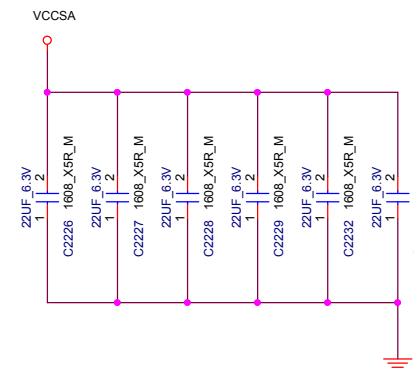 VCCSA
22UF_6.3V
1 2
1608_X5R_M
C2226
22UF_6.3V
1 2
1608_X5R_M
C2227
22UF_6.3V
1 2
1608_X5R_M
C2228
22UF_6.3V
1 2
1608_X5R_M
C2229
22UF_6.3V
1 2
1608_X5R_M
C2232
22UF_6.3V
1 2